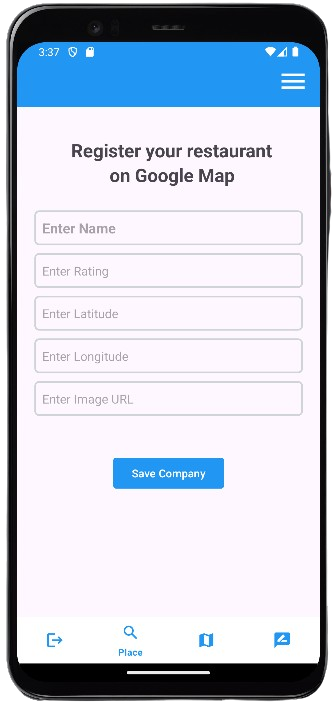 3:37
Register your restaurant
on Google Map
Enter Name
Enter Rating
Enter Latitude
Enter Longitude
Enter Image URL
Save Company
Place